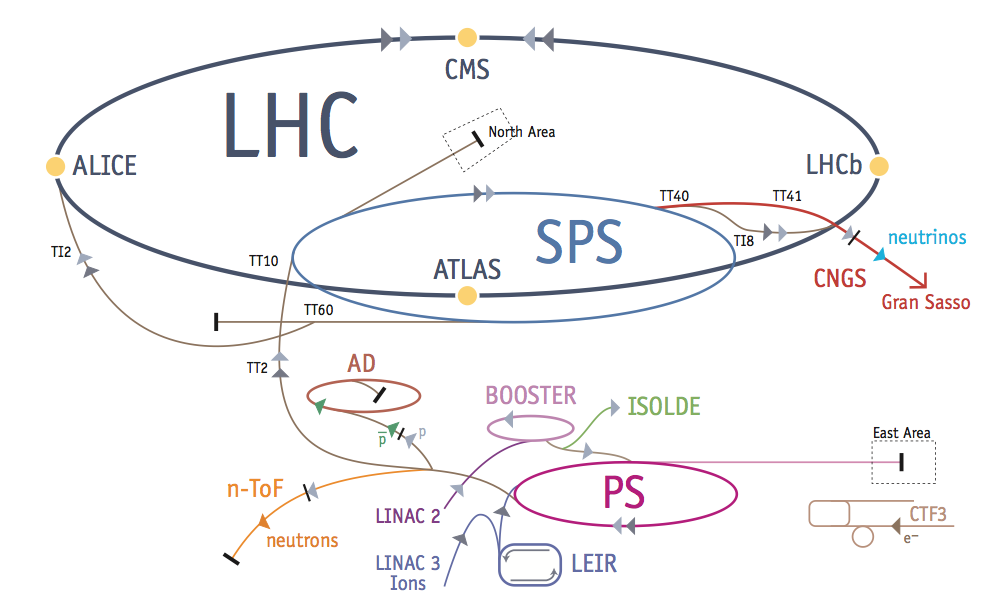 CMS
LHC
North Area
ALICE
LHCb
TT40
TT41
SPS
TI8
neutrinos
TI2
TT10
ATLAS
CNGS
Gran Sasso
TT60
TT2
AD
BOOSTER
ISOLDE
p
p̅
East Area
n-ToF
PS
LINAC 2
CTF3
neutrons
e−
LINAC 3
Ions
LEIR